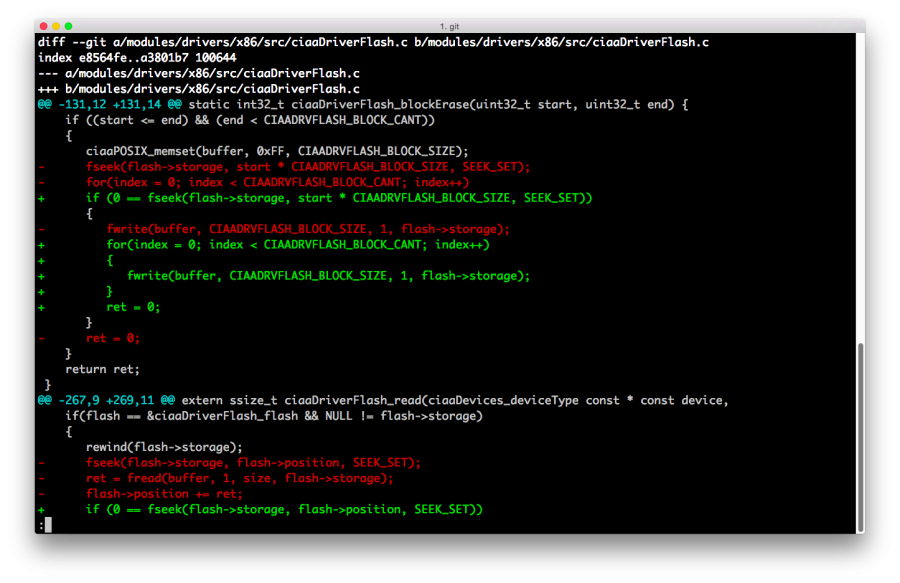 1. git
diff --git a/modules/drivers/x86/src/ciaaDriverFlash.c b/modules/drivers/x86/src/ciaaDriverFlash.c
index e8564fe..a3801b7 100644
--- a/modules/drivers/x86/src/ciaaDriverFlash.c
+++ b/modules/drivers/x86/src/ciaaDriverFlash.c
@@ -131,12 +131,14 @@ static int32_t ciaaDriverFlash_blockErase(uint32_t start, uint32_t end) {
    if ((start <= end) && (end < CIAADRVFLASH_BLOCK_CANT))
    {
       ciaaPOSIX_memset(buffer, 0xFF, CIAADRVFLASH_BLOCK_SIZE);
-      fseek(flash->storage, start * CIAADRVFLASH_BLOCK_SIZE, SEEK_SET);
-      for(index = 0; index < CIAADRVFLASH_BLOCK_CANT; index++)
+      if (0 == fseek(flash->storage, start * CIAADRVFLASH_BLOCK_SIZE, SEEK_SET))
       {
-         fwrite(buffer, CIAADRVFLASH_BLOCK_SIZE, 1, flash->storage);
+         for(index = 0; index < CIAADRVFLASH_BLOCK_CANT; index++)
+         {
+            fwrite(buffer, CIAADRVFLASH_BLOCK_SIZE, 1, flash->storage);
+         }
+         ret = 0;
       }
-      ret = 0;
    }
    return ret;
 }
@@ -267,9 +269,11 @@ extern ssize_t ciaaDriverFlash_read(ciaaDevices_deviceType const * const device,
    if(flash == &ciaaDriverFlash_flash && NULL != flash->storage)
    {
       rewind(flash->storage);
-      fseek(flash->storage, flash->position, SEEK_SET);
-      ret = fread(buffer, 1, size, flash->storage);
-      flash->position += ret;
+      if (0 == fseek(flash->storage, flash->position, SEEK_SET))
: